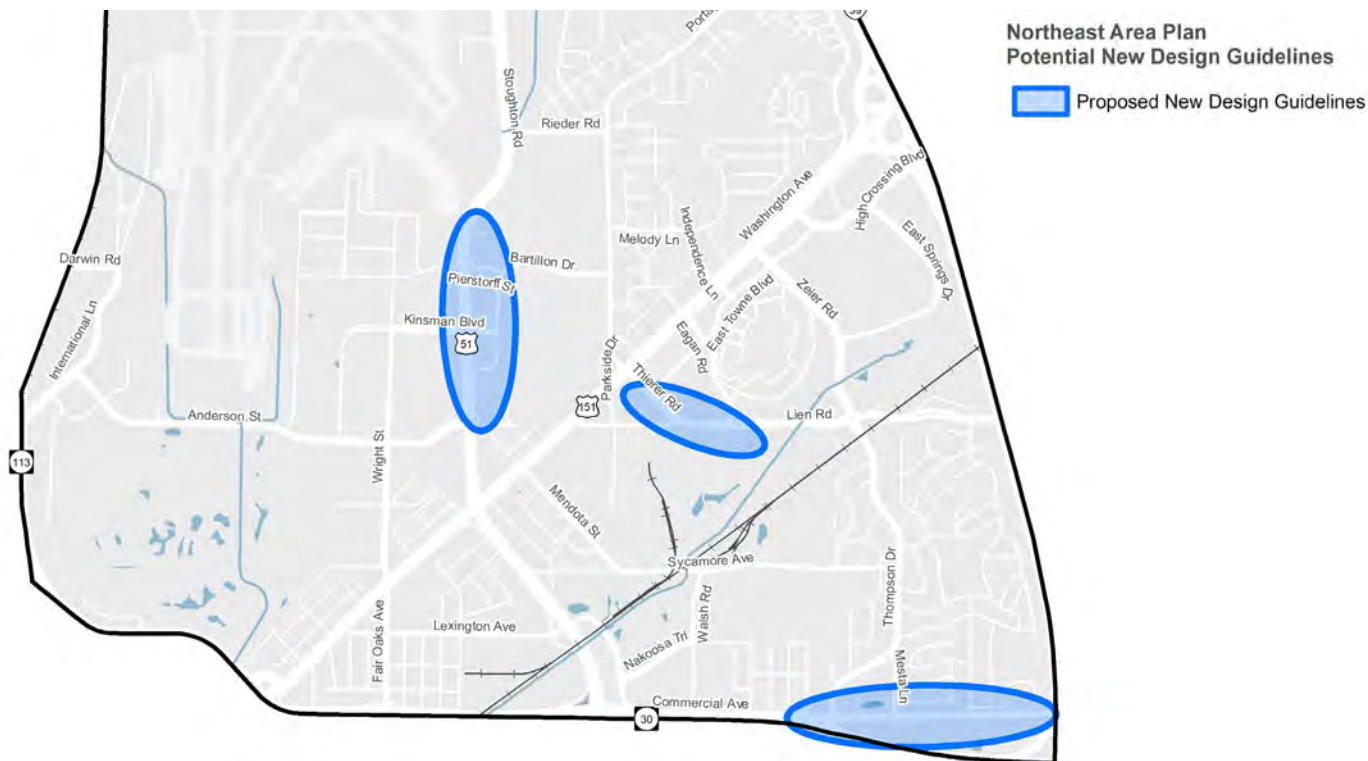 Northeast Area Plan
Potential New Design Guidelines
Proposed New Design Guidelines
39
Stoughton Rd
Rieder Rd
Washington Ave
High Crossing Blvd
Independence Ln
Melody Ln
East Springs Dr
Darwin Rd
Bartillon Dr
Pierstorff St
East Towne Blvd
Zeier Rd
International Ln
Kinsman Blvd
51
Eagan Rd
Parkside Dr
Thierer Rd
151
Anderson St
Lien Rd
113
Wright St
Mendota St
Sycamore Ave
Thompson Dr
Walsh Rd
Fair Oaks Ave
Lexington Ave
Nakoosa Trl
Mesta Ln
Commercial Ave
30